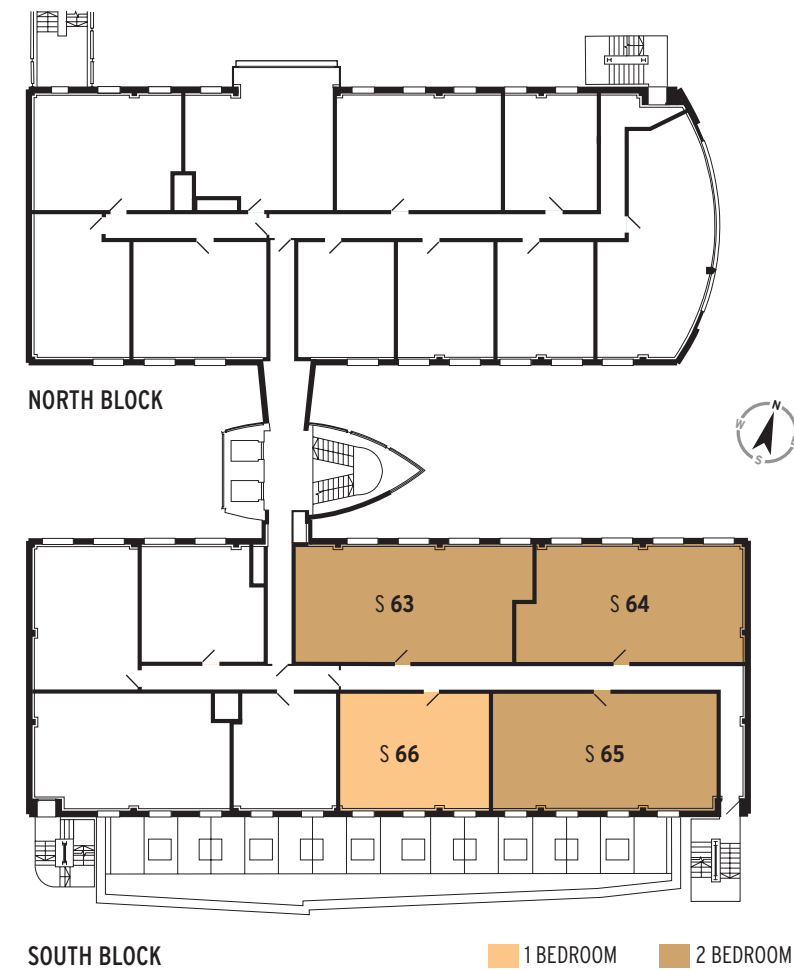 NORTH BLOCK
N
W
E
S
S 63
S 64
S 66
S 65
SOUTH BLOCK
1 BEDROOM
2 BEDROOM